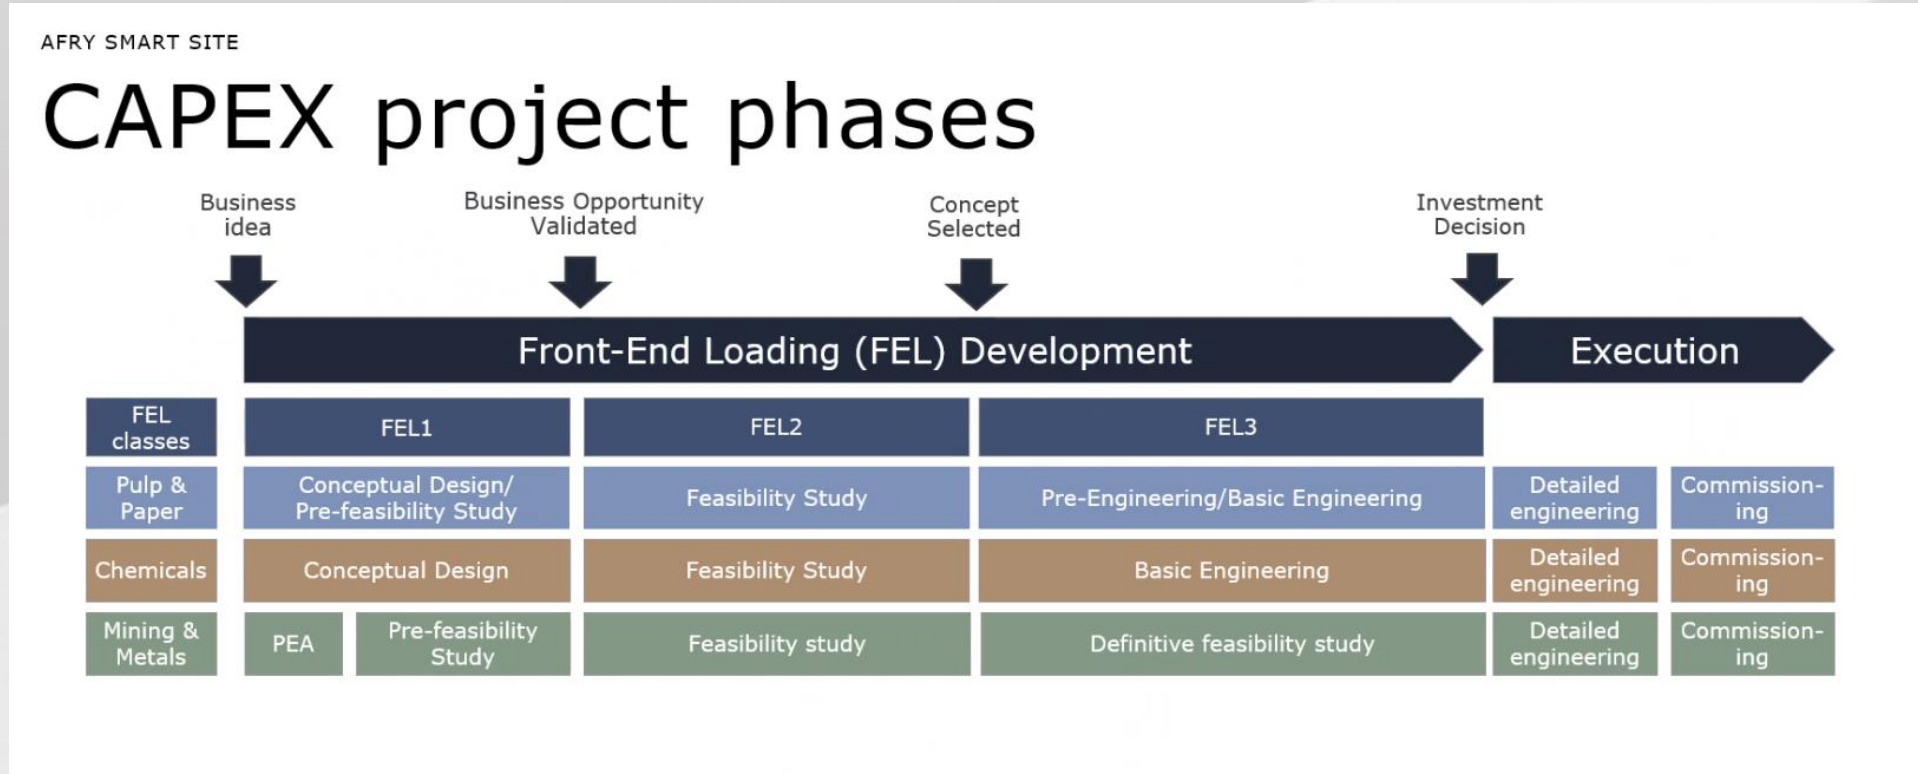 AFRY SMART SITE
CAPEX project phases
Business
idea
Business Opportunity
Validated
Concept
Selected
Investment
Decision
Front-End Loading (FEL) Development
Execution
FEL
classes
FEL1
FEL2
FEL3
Pulp &
Paper
Conceptual Design/
Pre-feasibility Study
Feasibility Study
Pre-Engineering/Basic Engineering
Detailed
engineering
Commission-
ing
Chemicals
Conceptual Design
Feasibility Study
Basic Engineering
Detailed
engineering
Commission-
ing
Mining &
Metals
PEA
Pre-feasibility
Study
Feasibility study
Definitive feasibility study
Detailed
engineering
Commission-
ing